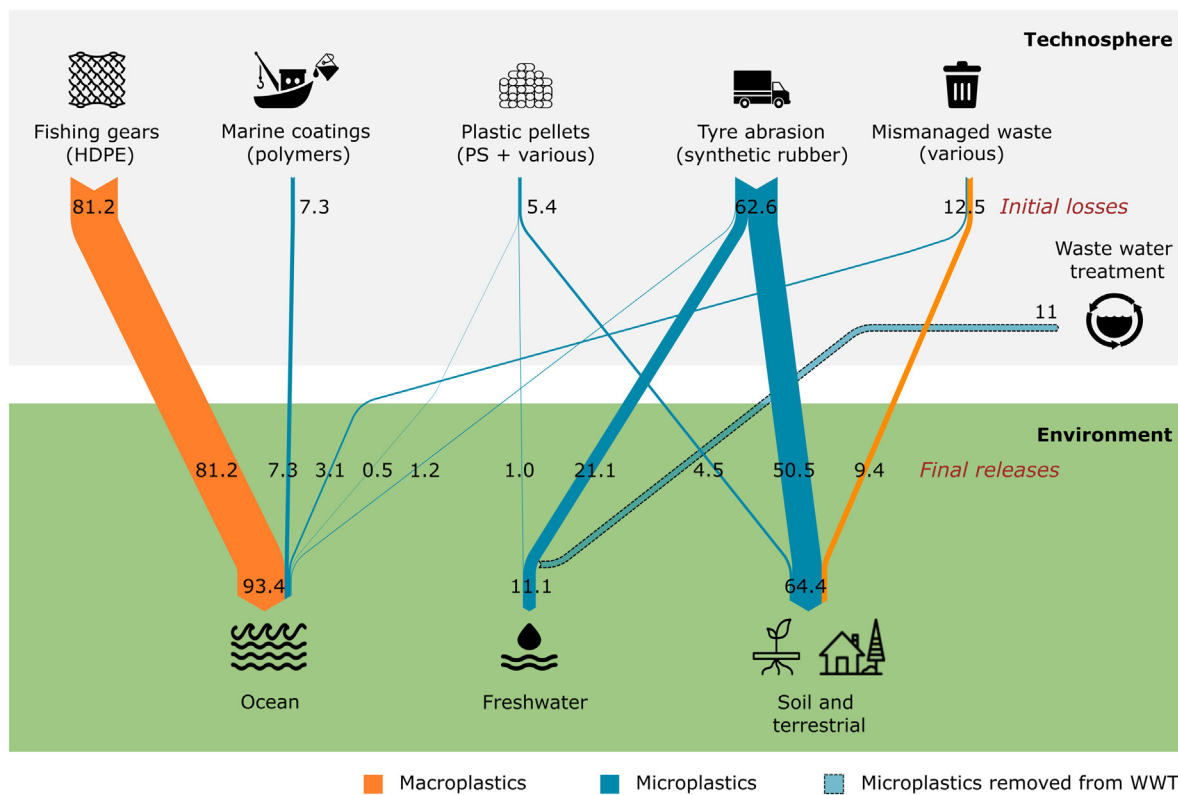 Technosphere
Fishing gears
(HDPE)
Marine coatings
(polymers)
Plastic pellets
(PS + various)
Tyre abrasion
(synthetic rubber)
Mismanaged waste
(various)
81.2
7.3
5.4
62.6
12.5
Initial losses
Waste water
treatment
11
Environment
81.2
7.3
3.1
0.5
1.2
1.0
21.1
4.5
50.5
9.4
Final releases
93.4
11.1
64.4
Ocean
Freshwater
Soil and
terrestrial
Macroplastics
Microplastics
Microplastics removed from WWT